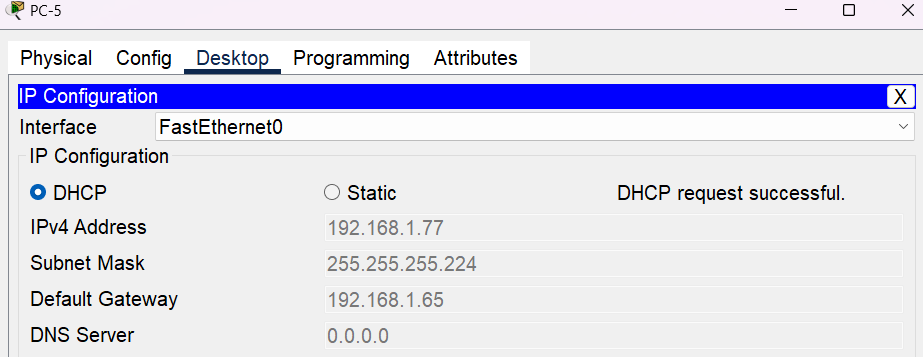 PC-5
Physical Config Desktop Programming Attributes
IP Configuration X
Interface FastEthernet0
IP Configuration
DHCP Static DHCP request successful.
IPv4 Address 192.168.1.77
Subnet Mask 255.255.255.224
Default Gateway 192.168.1.65
DNS Server 0.0.0.0